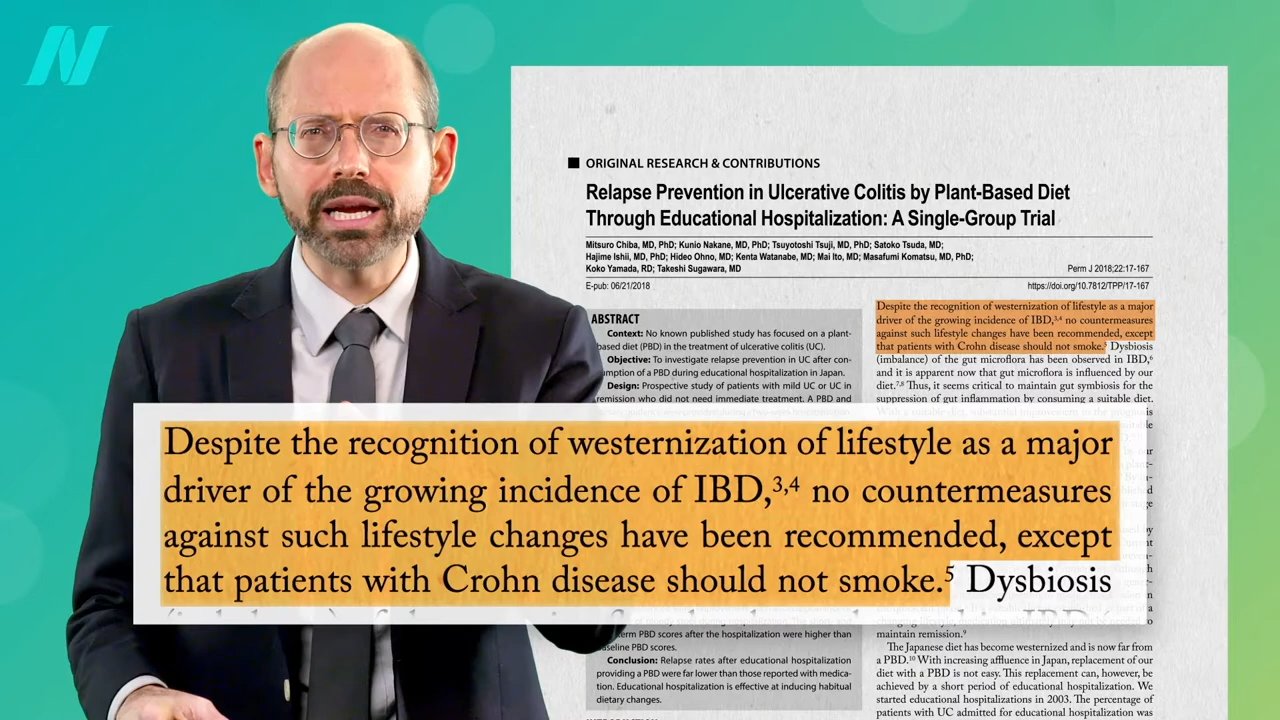 N
ORIGINAL RESEARCH & CONTRIBUTIONS
Relapse Prevention in Ulcerative Colitis by Plant-Based Diet
Through Educational Hospitalization: A Single-Group Trial
Mitsuro Chiba, MD, PhD; Kunio Nakane, MD, PhD; Tsuyotoshi Tsuji, MD, PhD; Satoko Tsuda, MD;
Hajime Ishii, MD, PhD; Hideo Ohno, MD; Kenta Watanabe, MD; Mai Ito, MD; Masafumi Komatsu, MD, PhD;
Koko Yamada, RD; Takeshi Sugawara, MD
Perm J 2018;22:17-167
E-pub: 06/21/2018
https://doi.org/10.7812/TPP/17-167
ABSTRACT
Context: No known published study has focused on a plant-
based diet (PBD) in the treatment of ulcerative colitis (UC).
Objective: To investigate relapse prevention in UC after con-
sumption of a PBD during educational hospitalization in Japan.
Design: Prospective study of patients with mild UC or UC in
remission who did not need immediate treatment. A PBD and
Despite the recognition of westernization of lifestyle as a major
driver of the growing incidence of IBD,3,4 no countermeasures
against such lifestyle changes have been recommended, except
that patients with Crohn disease should not smoke.5 Dysbiosis
(imbalance) of the gut microflora has been observed in IBD,6
and it is apparent now that gut microflora is influenced by our
diet.7,8 Thus, it seems critical to maintain gut symbiosis for the
suppression of gut inflammation by consuming a suitable diet.
Despite the recognition of westernization of lifestyle as a major
driver of the growing incidence of IBD,3,4 no countermeasures
against such lifestyle changes have been recommended, except
that patients with Crohn disease should not smoke.5 Dysbiosis
term PBD scores after the hospitalization were higher than
baseline PBD scores.
Conclusion: Relapse rates after educational hospitalization
providing a PBD were far lower than those reported with medica-
tion. Educational hospitalization is effective at inducing habitual
dietary changes.
maintain remission.9
The Japanese diet has become westernized and is now far from
a PBD.10 With increasing affluence in Japan, replacement of our
diet with a PBD is not easy. This replacement can, however, be
achieved by a short period of educational hospitalization. We
started educational hospitalizations in 2003. The percentage of
patients with UC admitted for educational hospitalization was